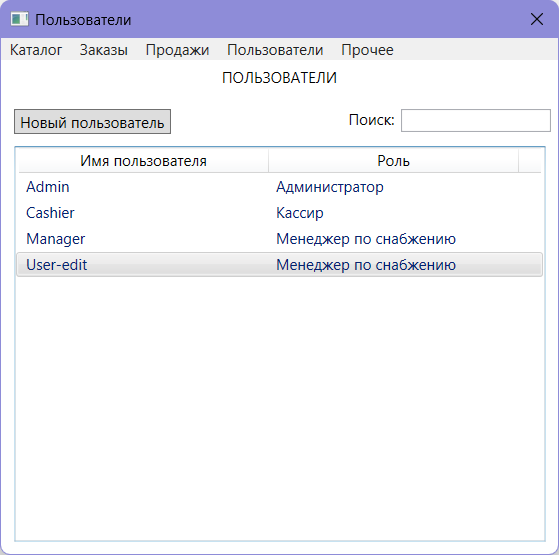 Пользователи
Каталог Заказы Продажи Пользователи Прочее
ПОЛЬЗОВАТЕЛИ
Новый пользователь Поиск:
Имя пользователя Роль
Admin Администратор
Cashier Кассир
Manager Менеджер по снабжению
User-edit Менеджер по снабжению